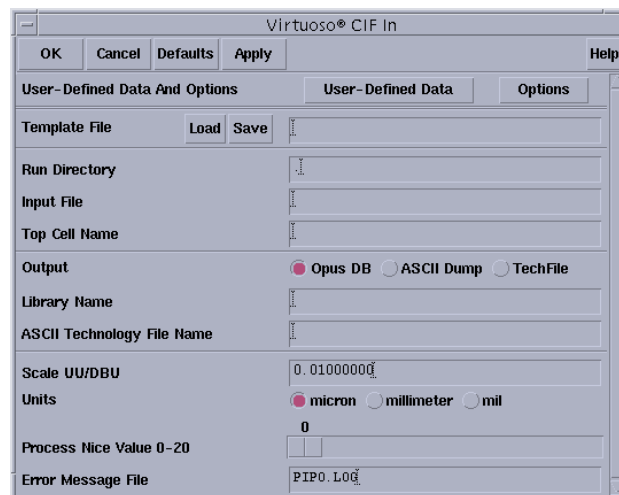 Virtuoso® CIF In
OK Cancel Defaults Apply Help
User-Defined Data And Options User-Defined Data Options
Template File Load Save
Run Directory .
Input File
Top Cell Name
Output Opus DB ASCII Dump TechFile
Library Name
ASCII Technology File Name
Scale UU/DBU 0.01000000
Units micron millimeter mil
0
Process Nice Value 0-20
Error Message File PIPO.LOG